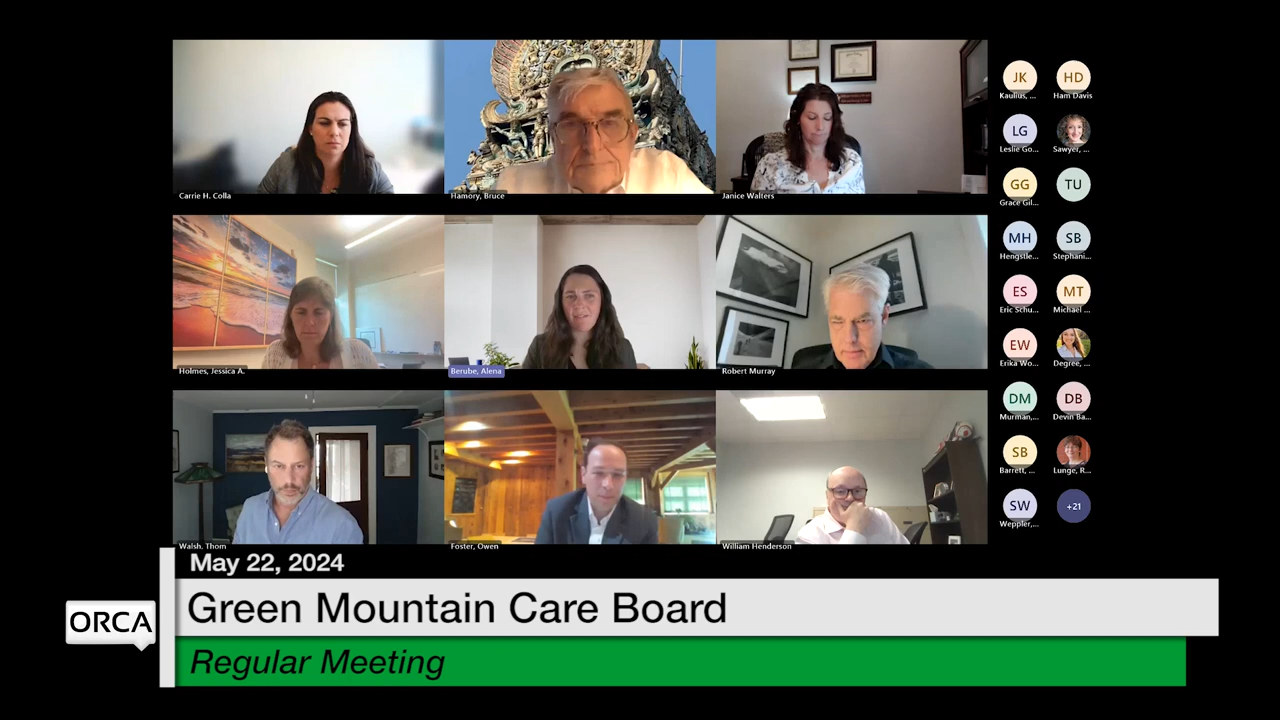 Carrie H. Colla
Hamory, Bruce
Janice Walters
Holmes, Jessica A.
Berube, Alena
Robert Murray
Walsh, Thom
Foster, Owen
William Henderson
JK
Kaulius, ...
HD
Ham Davis
LG
Leslie Go...
Sawyer, ...
GG
Grace Gil...
TU
MH
Hengstle...
SB
Stephani...
ES
Eric Schu...
MT
Michael ...
EW
Erika Wo...
Degree, ...
DM
Murman,...
DB
Devin Ba...
SB
Barrett, ...
Lunge, R...
SW
Weppler,...
+21
May 22, 2024
ORCA
Green Mountain Care Board
Regular Meeting